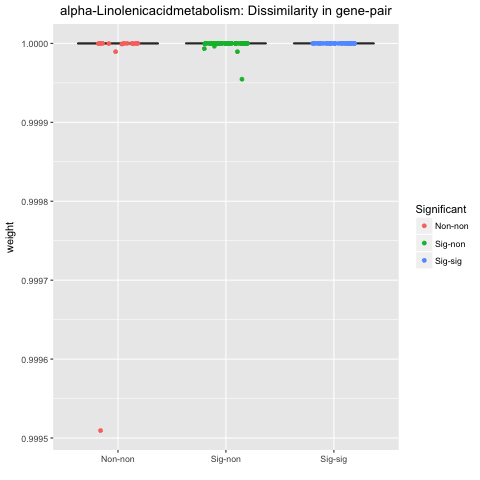 alpha-Linolenicacidmetabolism: Dissimilarity in gene-pair
1.0000
0.9999
0.9998
0.9997
0.9996
0.9995
weight
Non-non
Sig-non
Sig-sig
Significant
Non-non
Sig-non
Sig-sig